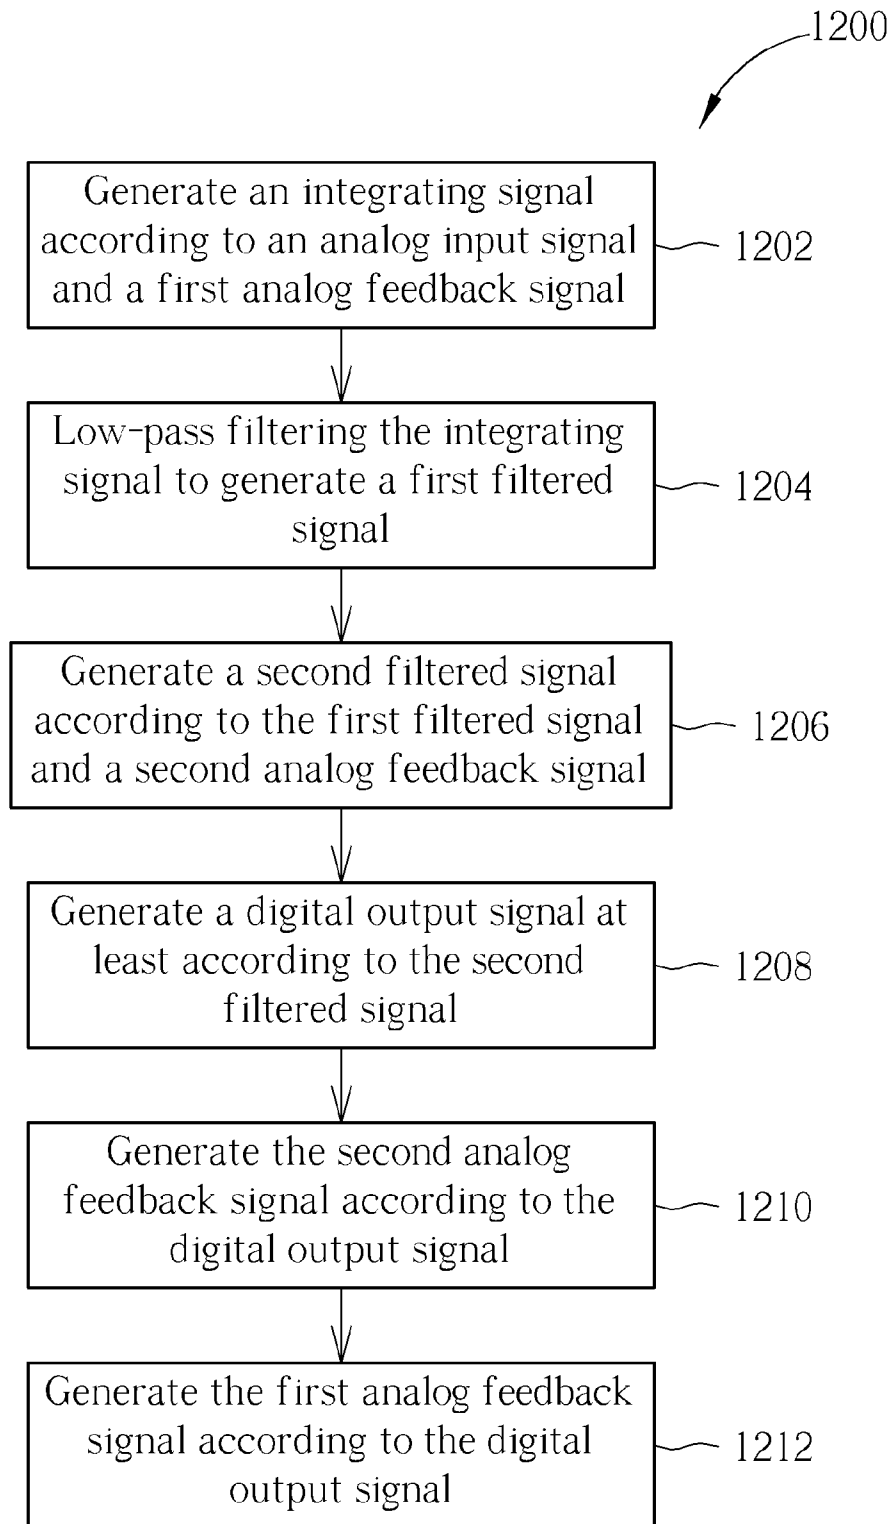 1200
Generate an integrating signal
according to an analog input signal
and a first analog feedback signal
1202
Low-pass filtering the integrating
signal to generate a first filtered
signal
1204
Generate a second filtered signal
according to the first filtered signal
and a second analog feedback signal
1206
Generate a digital output signal at
least according to the second
filtered signal
1208
Generate the second analog
feedback signal according to the
digital output signal
1210
Generate the first analog feedback
signal according to the digital
output signal
1212